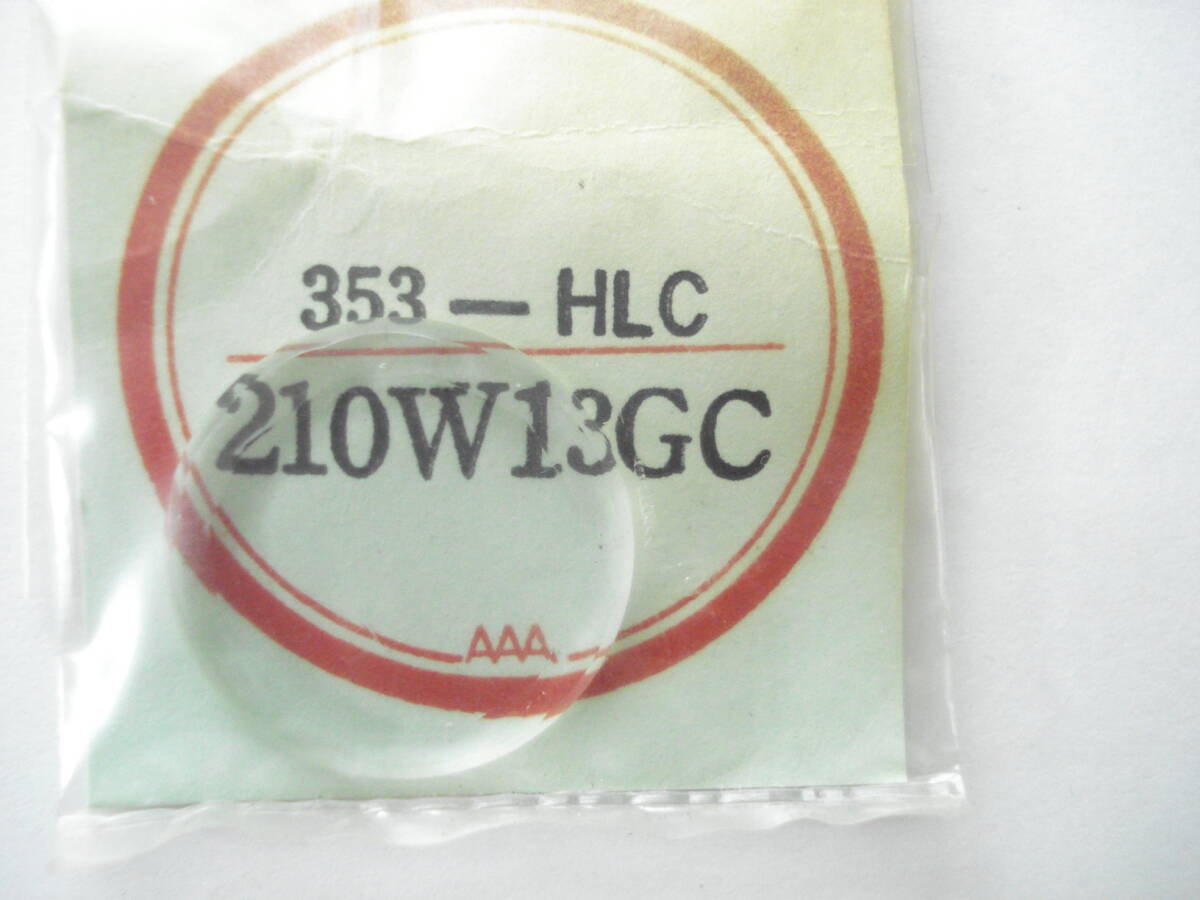 353 — HLC
210W13GC
AAA